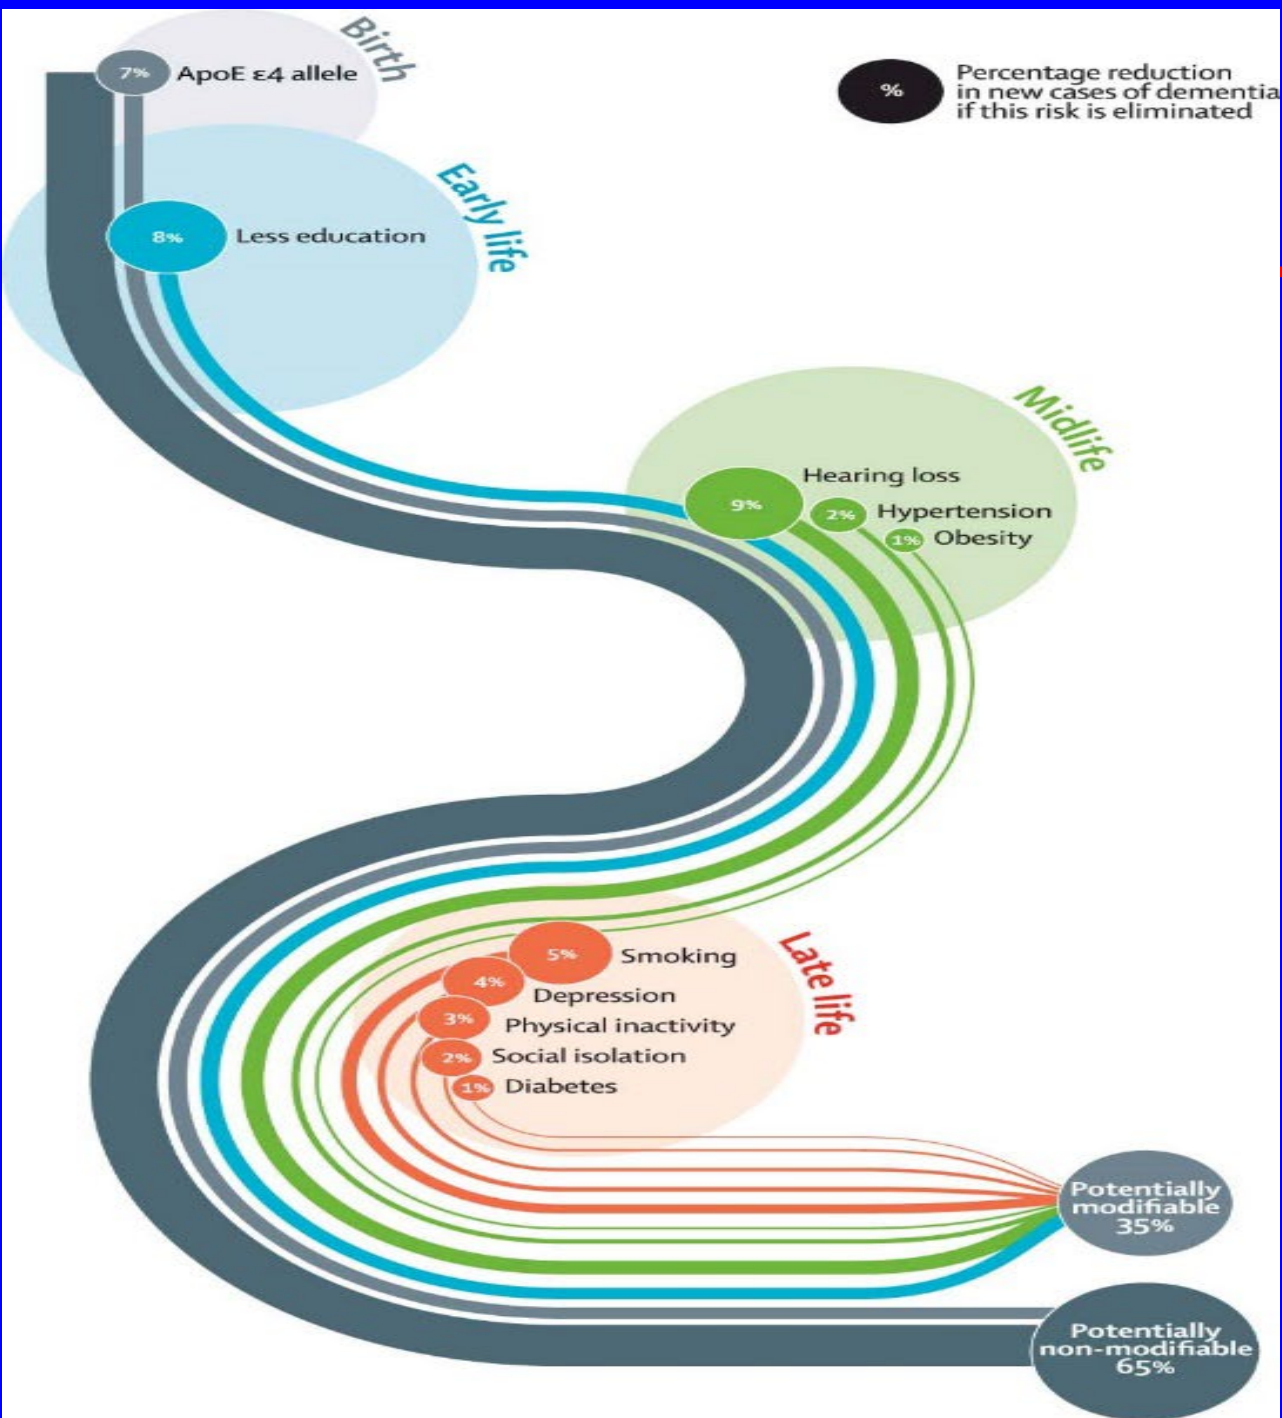 Birth
7% ApoE ε4 allele
%
Percentage reduction
in new cases of dementia
if this risk is eliminated
Early life
8% Less education
Midlife
Hearing loss
9%
2% Hypertension
1% Obesity
Late life
5% Smoking
4%
Depression
3% Physical inactivity
2% Social isolation
1% Diabetes
Potentially
modifiable
35%
Potentially
non-modifiable
65%